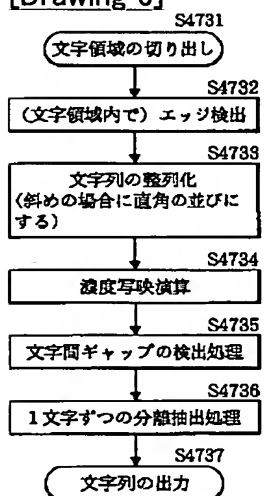 [Drawing 6]
S4731
文字領域の切り出し
S4732
(文字領域内で)エッジ検出
S4733
文字列の整列化
(斜めの場合に直角の並びに
する)
S4734
濃度写映演算
S4735
文字間ギャップの検出処理
S4736
1文字ずつの分離抽出処理
S4737
文字列の出力